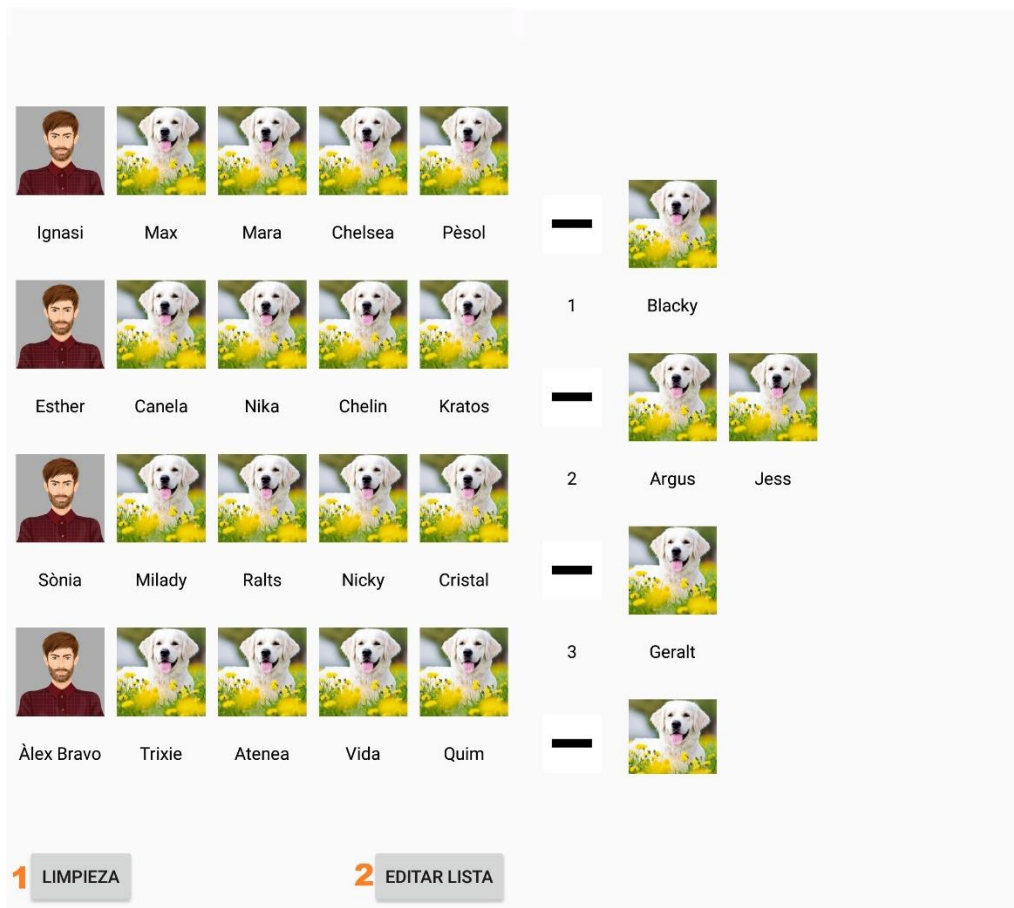 Ignasi Max Mara Chelsea Pèsol
Esther Canela Nika Chelin Kratos
Sònia Milady Ralts Nicky Cristal
Àlex Bravo Trixie Atenea Vida Quim
1 LIMPIEZA 2 EDITAR LISTA
1 Blacky
2 Argus Jess
3 Geralt